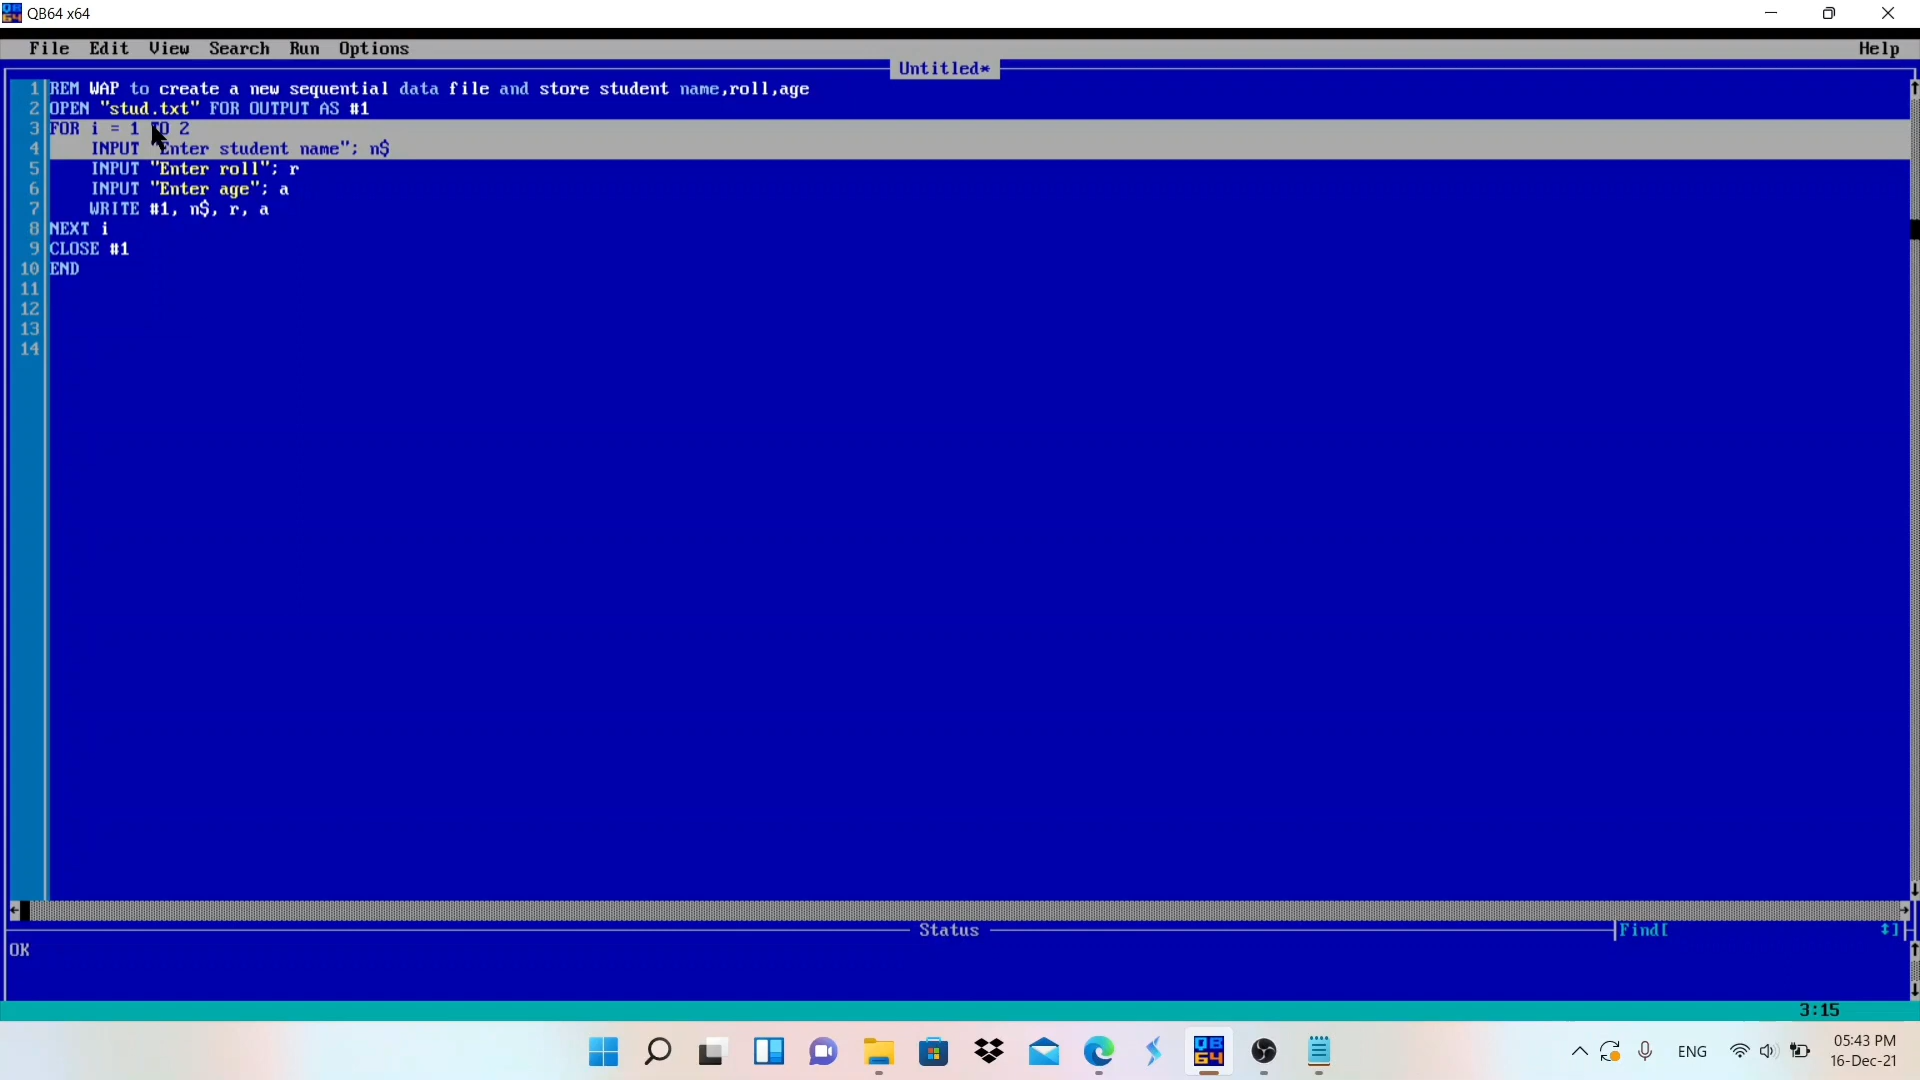 QB64 x64
File Edit View Search Run Options Help
Untitled*
1 REM WAP to create a new sequential data file and store student name,roll,age
2 OPEN "stud.txt" FOR OUTPUT AS #1
3 FOR i = 1 TO 2
4 INPUT "Enter student name"; n$
5 INPUT "Enter roll"; r
6 INPUT "Enter age"; a
7 WRITE #1, n$, r, a
8 NEXT i
9 CLOSE #1
10 END
11
12
13
14
Status
Find[ ]
OK
3:15
QB64
ENG
05:43 PM
16-Dec-21